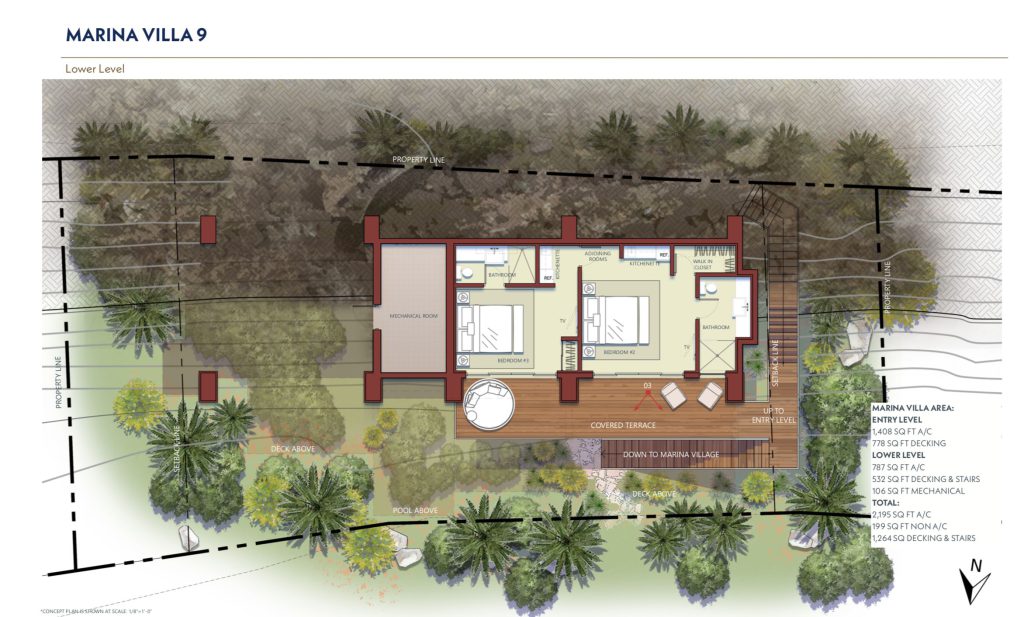 MARINA VILLA 9
Lower Level
PROPERTY LINE
ADJOINING
ROOMS
KITCHENETTE
REF.
KITCHENETTE
REF.
WALK IN
CLOSET
BATHROOM
PROPERTY LINE
MECHANICAL ROOM
TV
BATHROOM
BEDROOM #3
BEDROOM #2
TV
SETBACK LINE
PROPERTY LINE
03
UP TO
ENTRY LEVEL
COVERED TERRACE
SETBACK LINE
DECK ABOVE
DOWN TO MARINA VILLAGE
DECK ABOVE
POOL ABOVE
MARINA VILLA AREA:
ENTRY LEVEL
1,408 SQ FT A/C
778 SQ FT DECKING
LOWER LEVEL
787 SQ FT A/C
532 SQ FT DECKING & STAIRS
106 SQ FT MECHANICAL
TOTAL:
2,195 SQ FT A/C
199 SQ FT NON A/C
1,264 SQ DECKING & STAIRS
N
*CONCEPT PLAN IS SHOWN AT SCALE: 1/8"=1'-0"